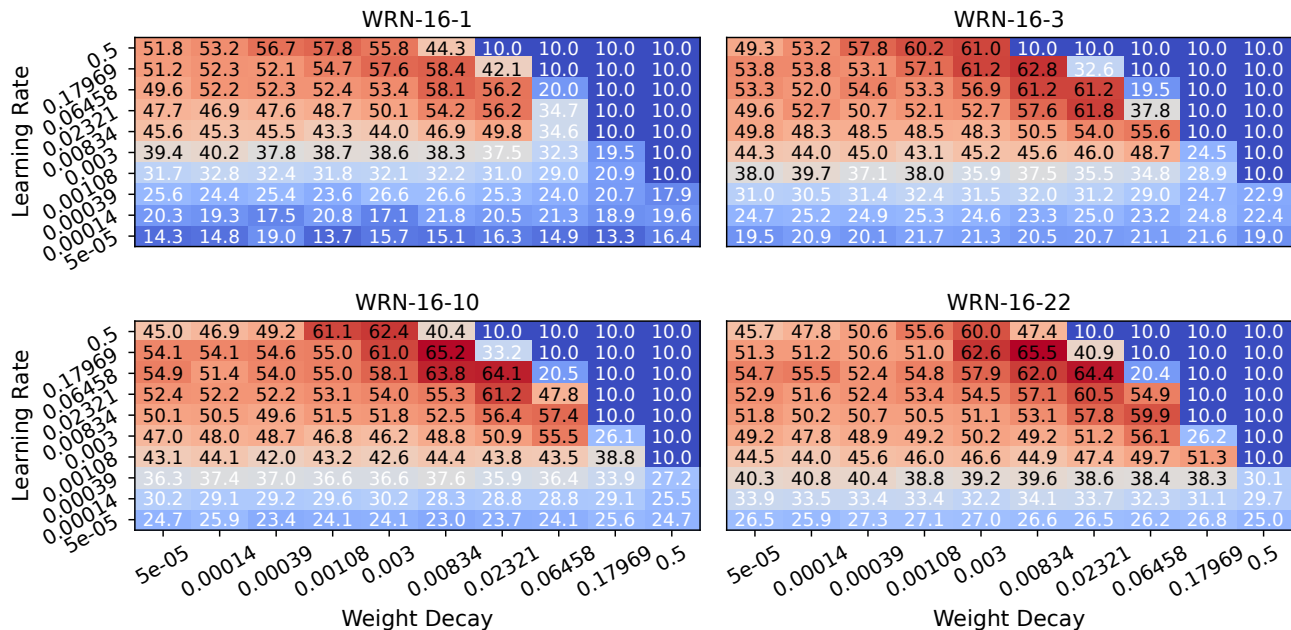 WRN-16-1 WRN-16-3
0.5 51.8 53.2 56.7 57.8 55.8 44.3 10.0 10.0 10.0 10.0 49.3 53.2 57.8 60.2 61.0 10.0 10.0 10.0 10.0 10.0
0.17969 51.2 52.3 52.1 54.7 57.6 58.4 42.1 10.0 10.0 10.0 53.8 53.8 53.1 57.1 61.2 62.8 32.6 10.0 10.0 10.0
0.06458 49.6 52.2 52.3 52.4 53.4 58.1 56.2 20.0 10.0 10.0 53.3 52.0 54.6 53.3 56.9 61.2 61.2 19.5 10.0 10.0
0.02321 47.7 46.9 47.6 48.7 50.1 54.2 56.2 34.7 10.0 10.0 49.6 52.7 50.7 52.1 52.7 57.6 61.8 37.8 10.0 10.0
0.00834 45.6 45.3 45.5 43.3 44.0 46.9 49.8 34.6 10.0 10.0 49.8 48.3 48.5 48.5 48.3 50.5 54.0 55.6 10.0 10.0
0.003 39.4 40.2 37.8 38.7 38.6 38.3 37.5 32.3 19.5 10.0 44.3 44.0 45.0 43.1 45.2 45.6 46.0 48.7 24.5 10.0
0.00108 31.7 32.8 32.4 31.8 32.1 32.2 31.0 29.0 20.9 10.0 38.0 39.7 37.1 38.0 35.9 37.5 35.5 34.8 28.9 10.0
0.00039 25.6 24.4 25.4 23.6 26.6 26.6 25.3 24.0 20.7 17.9 31.0 30.5 31.4 32.4 31.5 32.0 31.2 29.0 24.7 22.9
0.00014 20.3 19.3 17.5 20.8 17.1 21.8 20.5 21.3 18.9 19.6 24.7 25.2 24.9 25.3 24.6 23.3 25.0 23.2 24.8 22.4
5e-05 14.3 14.8 19.0 13.7 15.7 15.1 16.3 14.9 13.3 16.4 19.5 20.9 20.1 21.7 21.3 20.5 20.7 21.1 21.6 19.0
Learning Rate
WRN-16-10 WRN-16-22
0.5 45.0 46.9 49.2 61.1 62.4 40.4 10.0 10.0 10.0 10.0 45.7 47.8 50.6 55.6 60.0 47.4 10.0 10.0 10.0 10.0
0.17969 54.1 54.1 54.6 55.0 61.0 65.2 33.2 10.0 10.0 10.0 51.3 51.2 50.6 51.0 62.6 65.5 40.9 10.0 10.0 10.0
0.06458 54.9 51.4 54.0 55.0 58.1 63.8 64.1 20.5 10.0 10.0 54.7 55.5 52.4 54.8 57.9 62.0 64.4 20.4 10.0 10.0
0.02321 52.4 52.2 52.2 53.1 54.0 55.3 61.2 47.8 10.0 10.0 52.9 51.6 52.4 53.4 54.5 57.1 60.5 54.9 10.0 10.0
0.00834 50.1 50.5 49.6 51.5 51.8 52.5 56.4 57.4 10.0 10.0 51.8 50.2 50.7 50.5 51.1 53.1 57.8 59.9 10.0 10.0
0.003 47.0 48.0 48.7 46.8 46.2 48.8 50.9 55.5 26.1 10.0 49.2 47.8 48.9 49.2 50.2 49.2 51.2 56.1 26.2 10.0
0.00108 43.1 44.1 42.0 43.2 42.6 44.4 43.8 43.5 38.8 10.0 44.5 44.0 45.6 46.0 46.6 44.9 47.4 49.7 51.3 10.0
0.00039 36.3 37.4 37.0 36.6 36.6 37.6 35.9 36.4 33.9 27.2 40.3 40.8 40.4 38.8 39.2 39.6 38.6 38.4 38.3 30.1
0.00014 30.2 29.1 29.2 29.6 30.2 28.3 28.8 28.8 29.1 25.5 33.9 33.5 33.4 33.4 32.2 34.1 33.7 32.3 31.1 29.7
5e-05 24.7 25.9 23.4 24.1 24.1 23.0 23.7 24.1 25.6 24.7 26.5 25.9 27.3 27.1 27.0 26.6 26.5 26.2 26.8 25.0
Learning Rate
5e-05 0.00014 0.00039 0.00108 0.003 0.00834 0.02321 0.06458 0.17969 0.5 5e-05 0.00014 0.00039 0.00108 0.003 0.00834 0.02321 0.06458 0.17969 0.5
Weight Decay Weight Decay